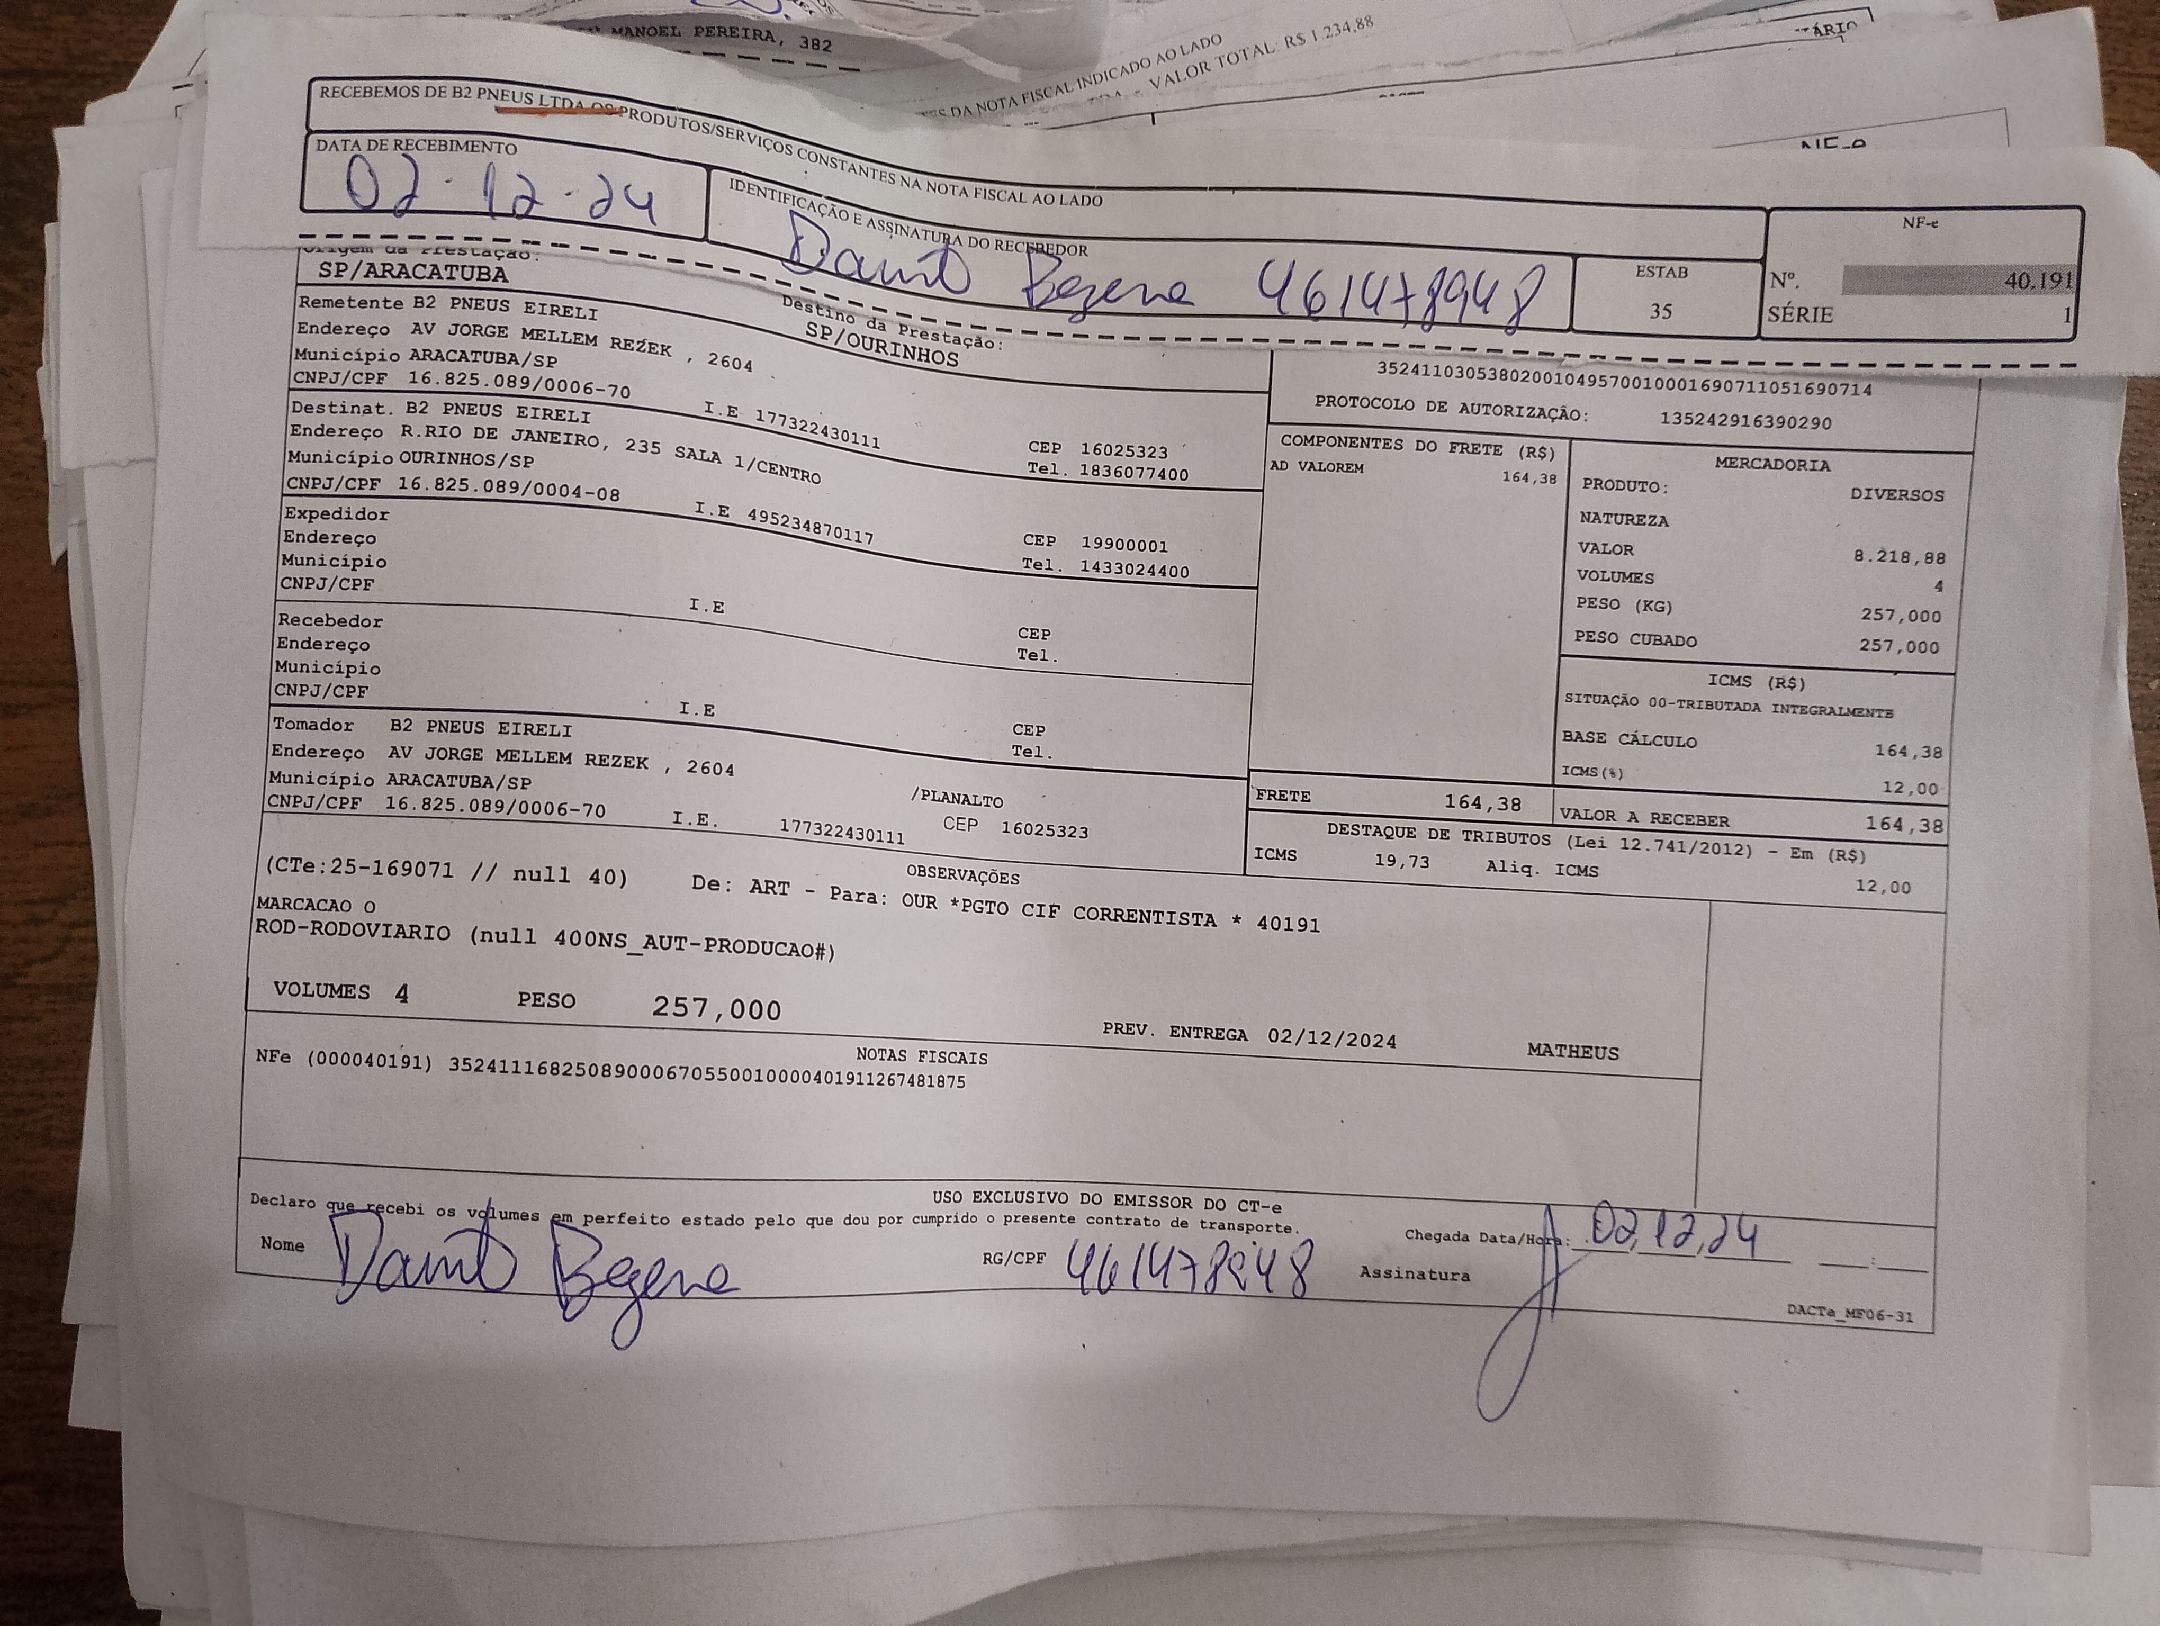 MANOEL PEREIRA, 382
DA NOTA FISCAL INDICADO AO LADO
VALOR TOTAL: R$ 1.234,88
NF-e
RECEBEMOS DE B2 PNEUS LTDA OS PRODUTOS/SERVIÇOS CONSTANTES NA NOTA FISCAL AO LADO
DATA DE RECEBIMENTO
02-12-24
IDENTIFICAÇÃO E ASSINATURA DO RECEBEDOR
ESTAB
35
NF-e
Nº. 40.191
SÉRIE 1
Origem da Prestação:
SP/ARACATUBA
Destino da Prestação:
SP/OURINHOS
Remetente B2 PNEUS EIRELI
Endereço AV JORGE MELLEM REZEK , 2604
Município ARACATUBA/SP CEP 16025323
CNPJ/CPF 16.825.089/0006-70 I.E 177322430111 Tel. 1836077400
Destinat. B2 PNEUS EIRELI
Endereço R.RIO DE JANEIRO, 235 SALA 1/CENTRO
Município OURINHOS/SP CEP 19900001
CNPJ/CPF 16.825.089/0004-08 I.E 495234870117 Tel. 1433024400
Expedidor
Endereço
Município CEP
CNPJ/CPF I.E Tel.
Recebedor
Endereço
Município CEP
CNPJ/CPF I.E Tel.
Tomador B2 PNEUS EIRELI
Endereço AV JORGE MELLEM REZEK , 2604 /PLANALTO
Município ARACATUBA/SP CEP 16025323
CNPJ/CPF 16.825.089/0006-70 I.E. 177322430111
35241103053802001049570010001690711051690714
PROTOCOLO DE AUTORIZAÇÃO: 135242916390290
COMPONENTES DO FRETE (R$)
AD VALOREM 164,38
MERCADORIA
PRODUTO: DIVERSOS
NATUREZA
VALOR 8.218,88
VOLUMES 4
PESO (KG) 257,000
PESO CUBADO 257,000
ICMS (R$)
SITUAÇÃO 00-TRIBUTADA INTEGRALMENTE
BASE CÁLCULO 164,38
ICMS(%) 12,00
FRETE 164,38 VALOR A RECEBER 164,38
DESTAQUE DE TRIBUTOS (Lei 12.741/2012) - Em (R$)
ICMS 19,73 Aliq. ICMS 12,00
OBSERVAÇÕES
(CTe:25-169071 // null 40) De: ART - Para: OUR *PGTO CIF CORRENTISTA * 40191
MARCACAO O
ROD-RODOVIARIO (null 400NS_AUT-PRODUCAO#)
VOLUMES 4 PESO 257,000 PREV. ENTREGA 02/12/2024 MATHEUS
NOTAS FISCAIS
NFe (000040191) 35241116825089000670550010000401911267481875
USO EXCLUSIVO DO EMISSOR DO CT-e
Declaro que recebi os volumes em perfeito estado pelo que dou por cumprido o presente contrato de transporte.
Chegada Data/Hora: 02,12,24
Nome
RG/CPF
Assinatura
DACTe_MF06-31